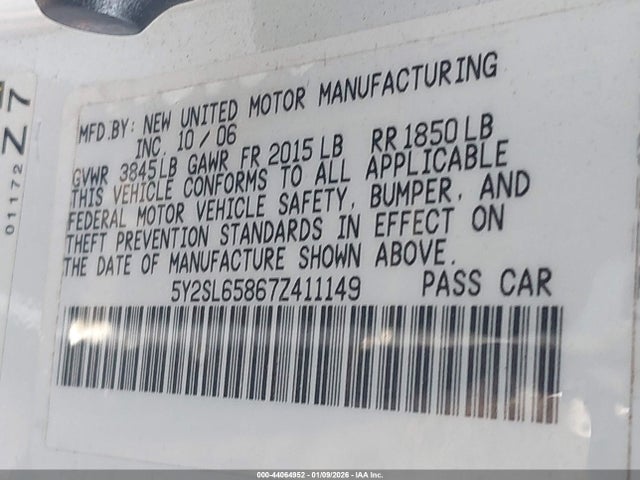 MFD.BY: NEW UNITED MOTOR MANUFACTURING
INC. 10/06
GVWR 3845LB GAWR FR 2015 LB RR 1850 LB
THIS VEHICLE CONFORMS TO ALL APPLICABLE
FEDERAL MOTOR VEHICLE SAFETY, BUMPER, AND
THEFT PREVENTION STANDARDS IN EFFECT ON
THE DATE OF MANUFACTURE SHOWN ABOVE.
5Y2SL65867Z411149 PASS CAR
01172
Z7
000-44064952 | 01/09/2026 | IAA Inc.